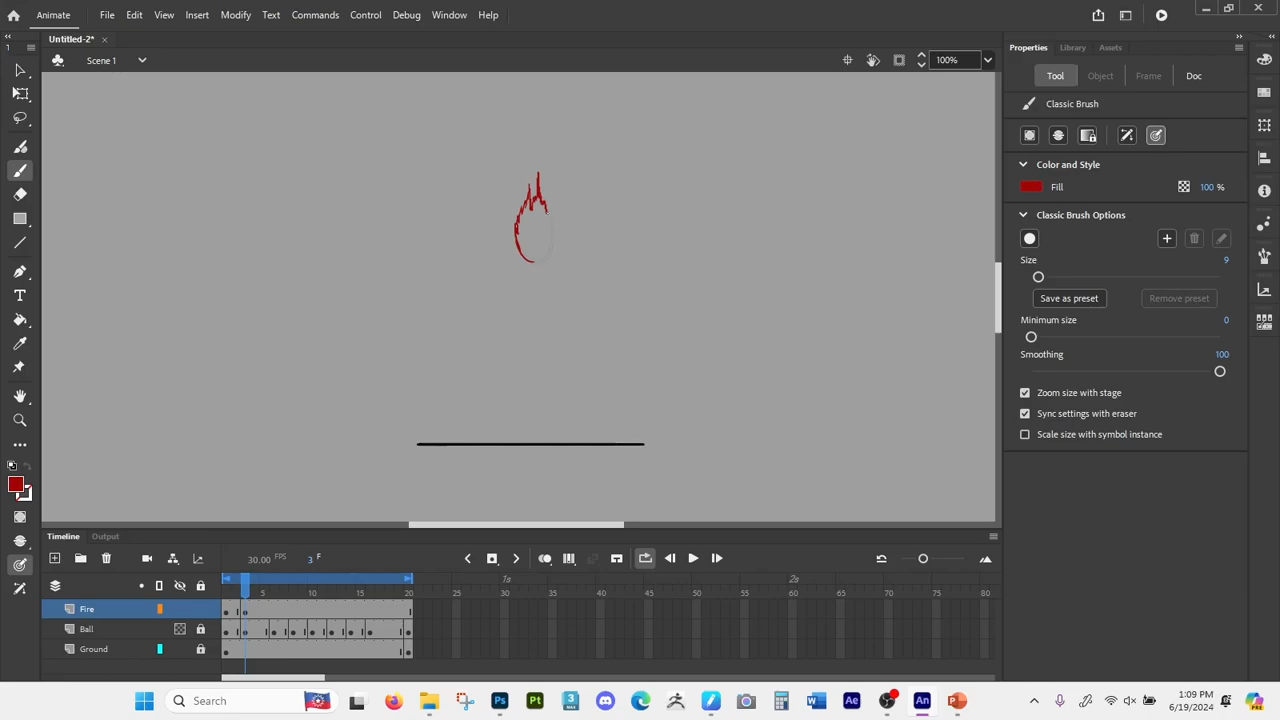 Animate File Edit View Insert Modify Text Commands Control Debug Window Help
Untitled-2*
Scene 1
100%
Properties Library Assets
Tool Object Frame Doc
Classic Brush
Color and Style
Fill 100 %
Classic Brush Options
Size 9
Save as preset Remove preset
Minimum size 0
Smoothing 100
Zoom size with stage
Sync settings with eraser
Scale size with symbol instance
1
Timeline Output
30.00 FPS 3 F
1s 2s
5 10 15 20 25 30 35 40 45 50 55 60 65 70 75 80
Fire
Ball
Ground
Search
1:09 PM
6/19/2024